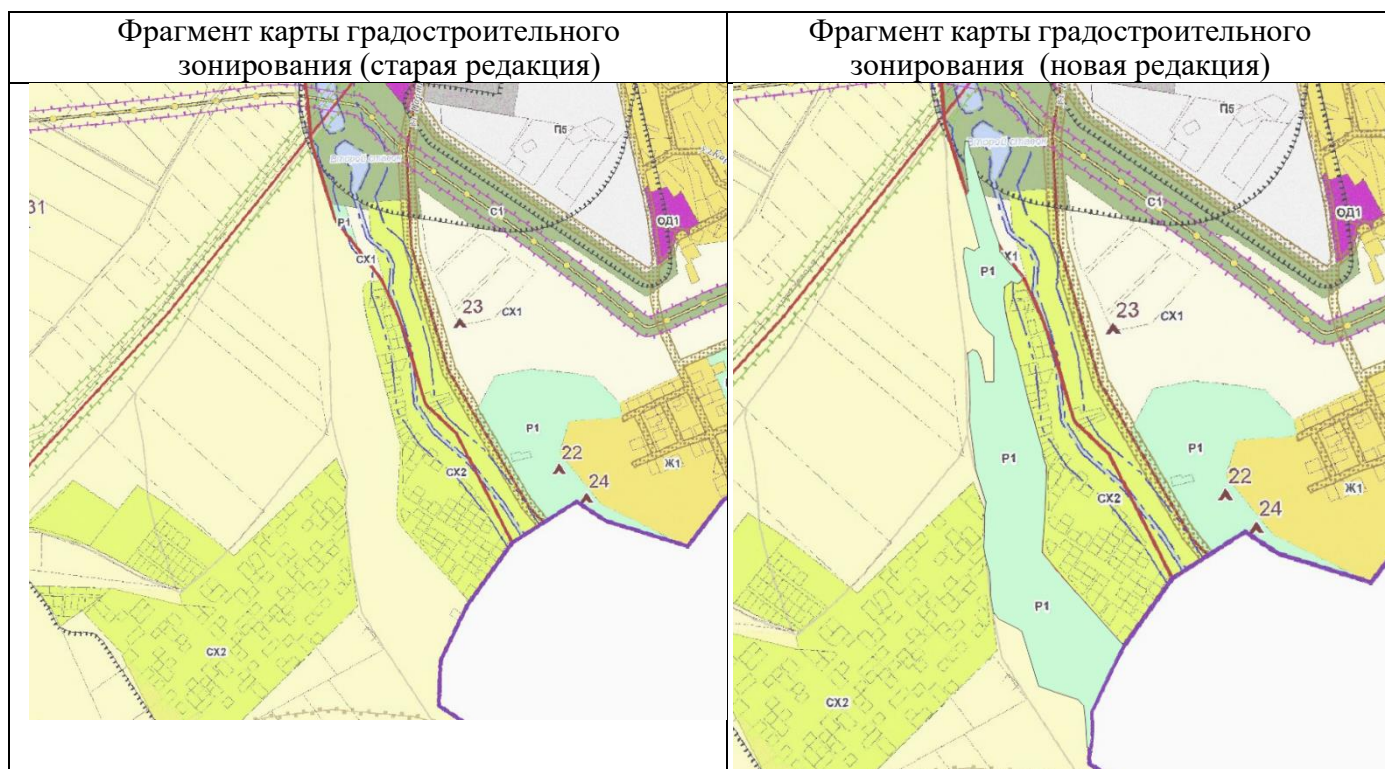 Фрагмент карты градостроительного
зонирования (старая редакция)
Фрагмент карты градостроительного
зонирования (новая редакция)
П5
31
Р1
С1
ОД1
СХ1
23
СХ1
Р1
22
24
Ж1
СХ2
СХ2
П5
С1
ОД1
Р1
Х1
23
СХ1
Р1
Р1
22
24
Ж1
СХ2
Р1
СХ2